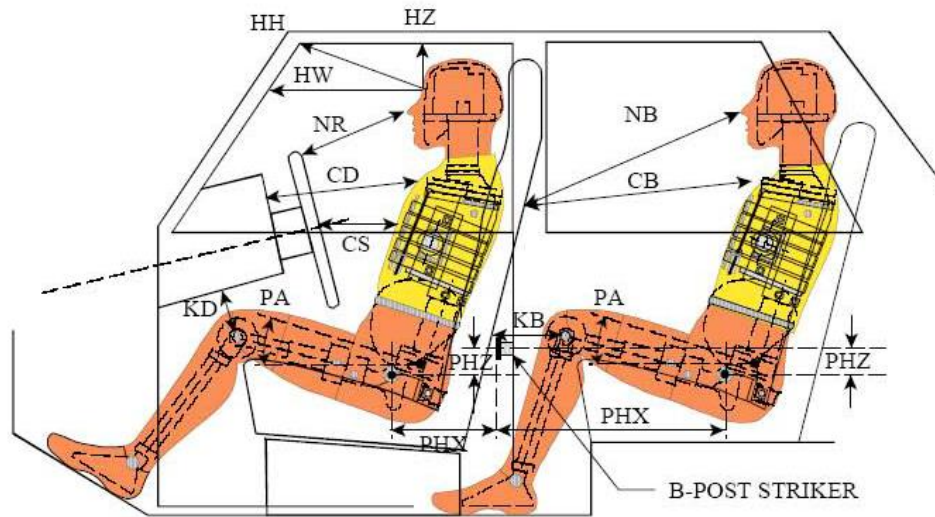 HH
HZ
HW
NR
NB
CD
CB
CS
KD
PA
KB
PA
PHZ
PHZ
PHX
PHX
B-POST STRIKER